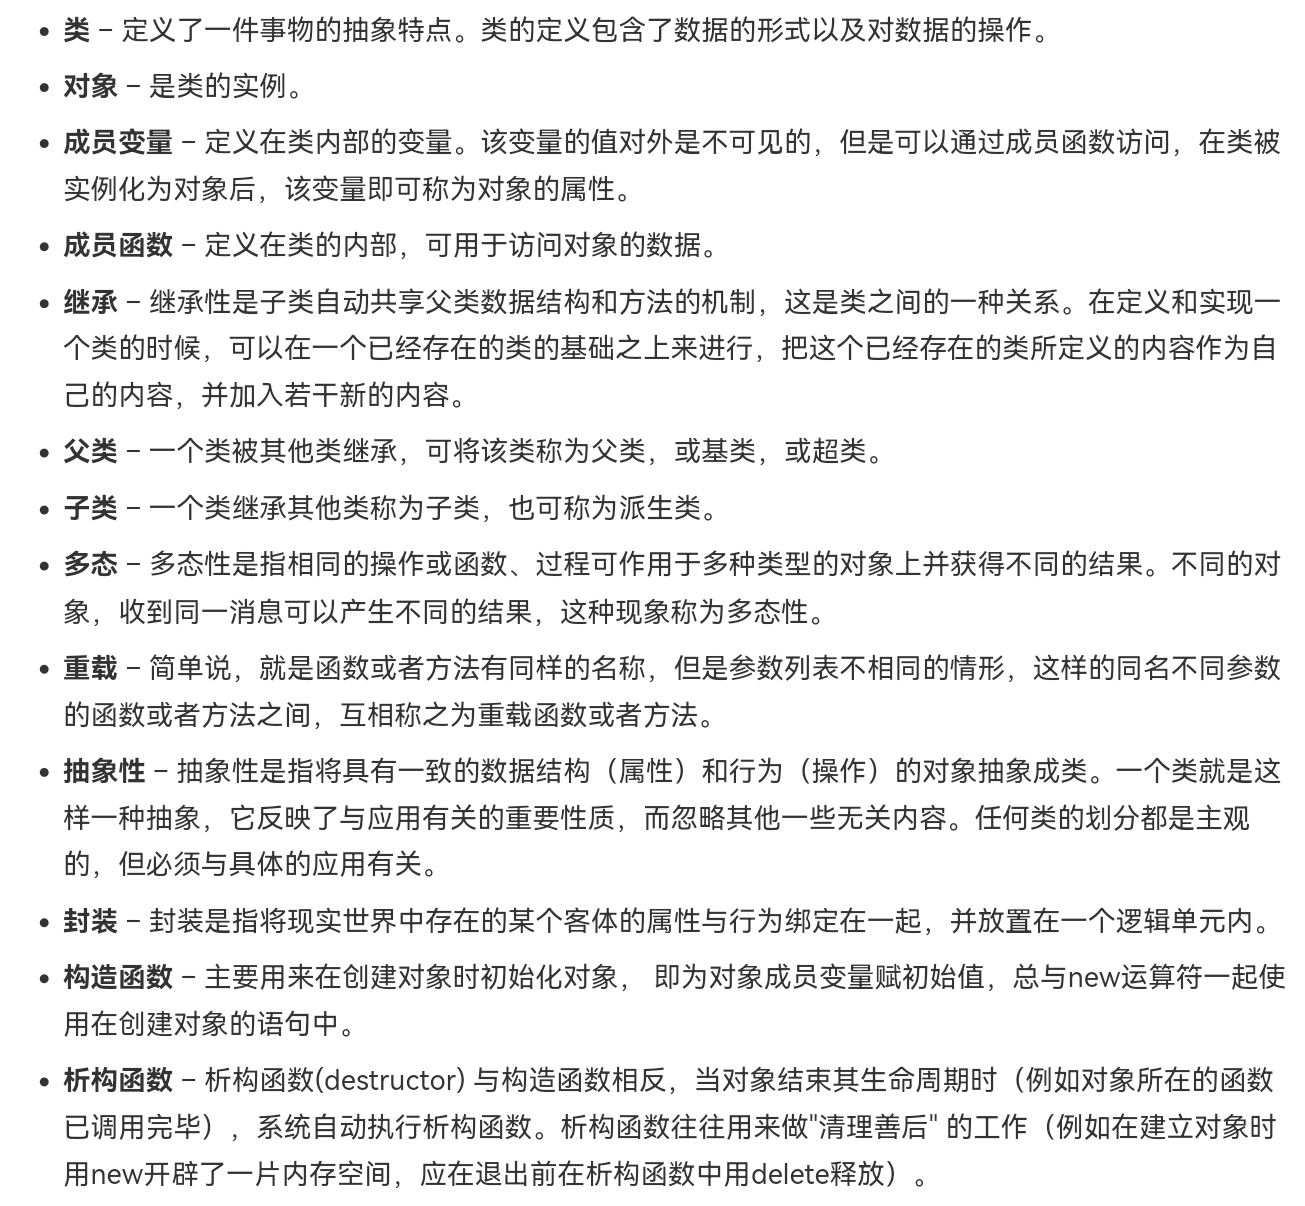 • 类 – 定义了一件事物的抽象特点。类的定义包含了数据的形式以及对数据的操作。
• 对象 – 是类的实例。
• 成员变量 – 定义在类内部的变量。该变量的值对外是不可见的，但是可以通过成员函数访问，在类被
实例化为对象后，该变量即可称为对象的属性。
• 成员函数 – 定义在类的内部，可用于访问对象的数据。
• 继承 – 继承性是子类自动共享父类数据结构和方法的机制，这是类之间的一种关系。在定义和实现一
个类的时候，可以在一个已经存在的类的基础之上来进行，把这个已经存在的类所定义的内容作为自
己的内容，并加入若干新的内容。
• 父类 – 一个类被其他类继承，可将该类称为父类，或基类，或超类。
• 子类 – 一个类继承其他类称为子类，也可称为派生类。
• 多态 – 多态性是指相同的操作或函数、过程可作用于多种类型的对象上并获得不同的结果。不同的对
象，收到同一消息可以产生不同的结果，这种现象称为多态性。
• 重载 – 简单说，就是函数或者方法有同样的名称，但是参数列表不相同的情形，这样的同名不同参数
的函数或者方法之间，互相称之为重载函数或者方法。
• 抽象性 – 抽象性是指将具有一致的数据结构（属性）和行为（操作）的对象抽象成类。一个类就是这
样一种抽象，它反映了与应用有关的重要性质，而忽略其他一些无关内容。任何类的划分都是主观
的，但必须与具体的应用有关。
• 封装 – 封装是指将现实世界中存在的某个客体的属性与行为绑定在一起，并放置在一个逻辑单元内。
• 构造函数 – 主要用来在创建对象时初始化对象， 即为对象成员变量赋初始值，总与new运算符一起使
用在创建对象的语句中。
• 析构函数 – 析构函数(destructor) 与构造函数相反，当对象结束其生命周期时（例如对象所在的函数
已调用完毕），系统自动执行析构函数。析构函数往往用来做"清理善后" 的工作（例如在建立对象时
用new开辟了一片内存空间，应在退出前在析构函数中用delete释放）。